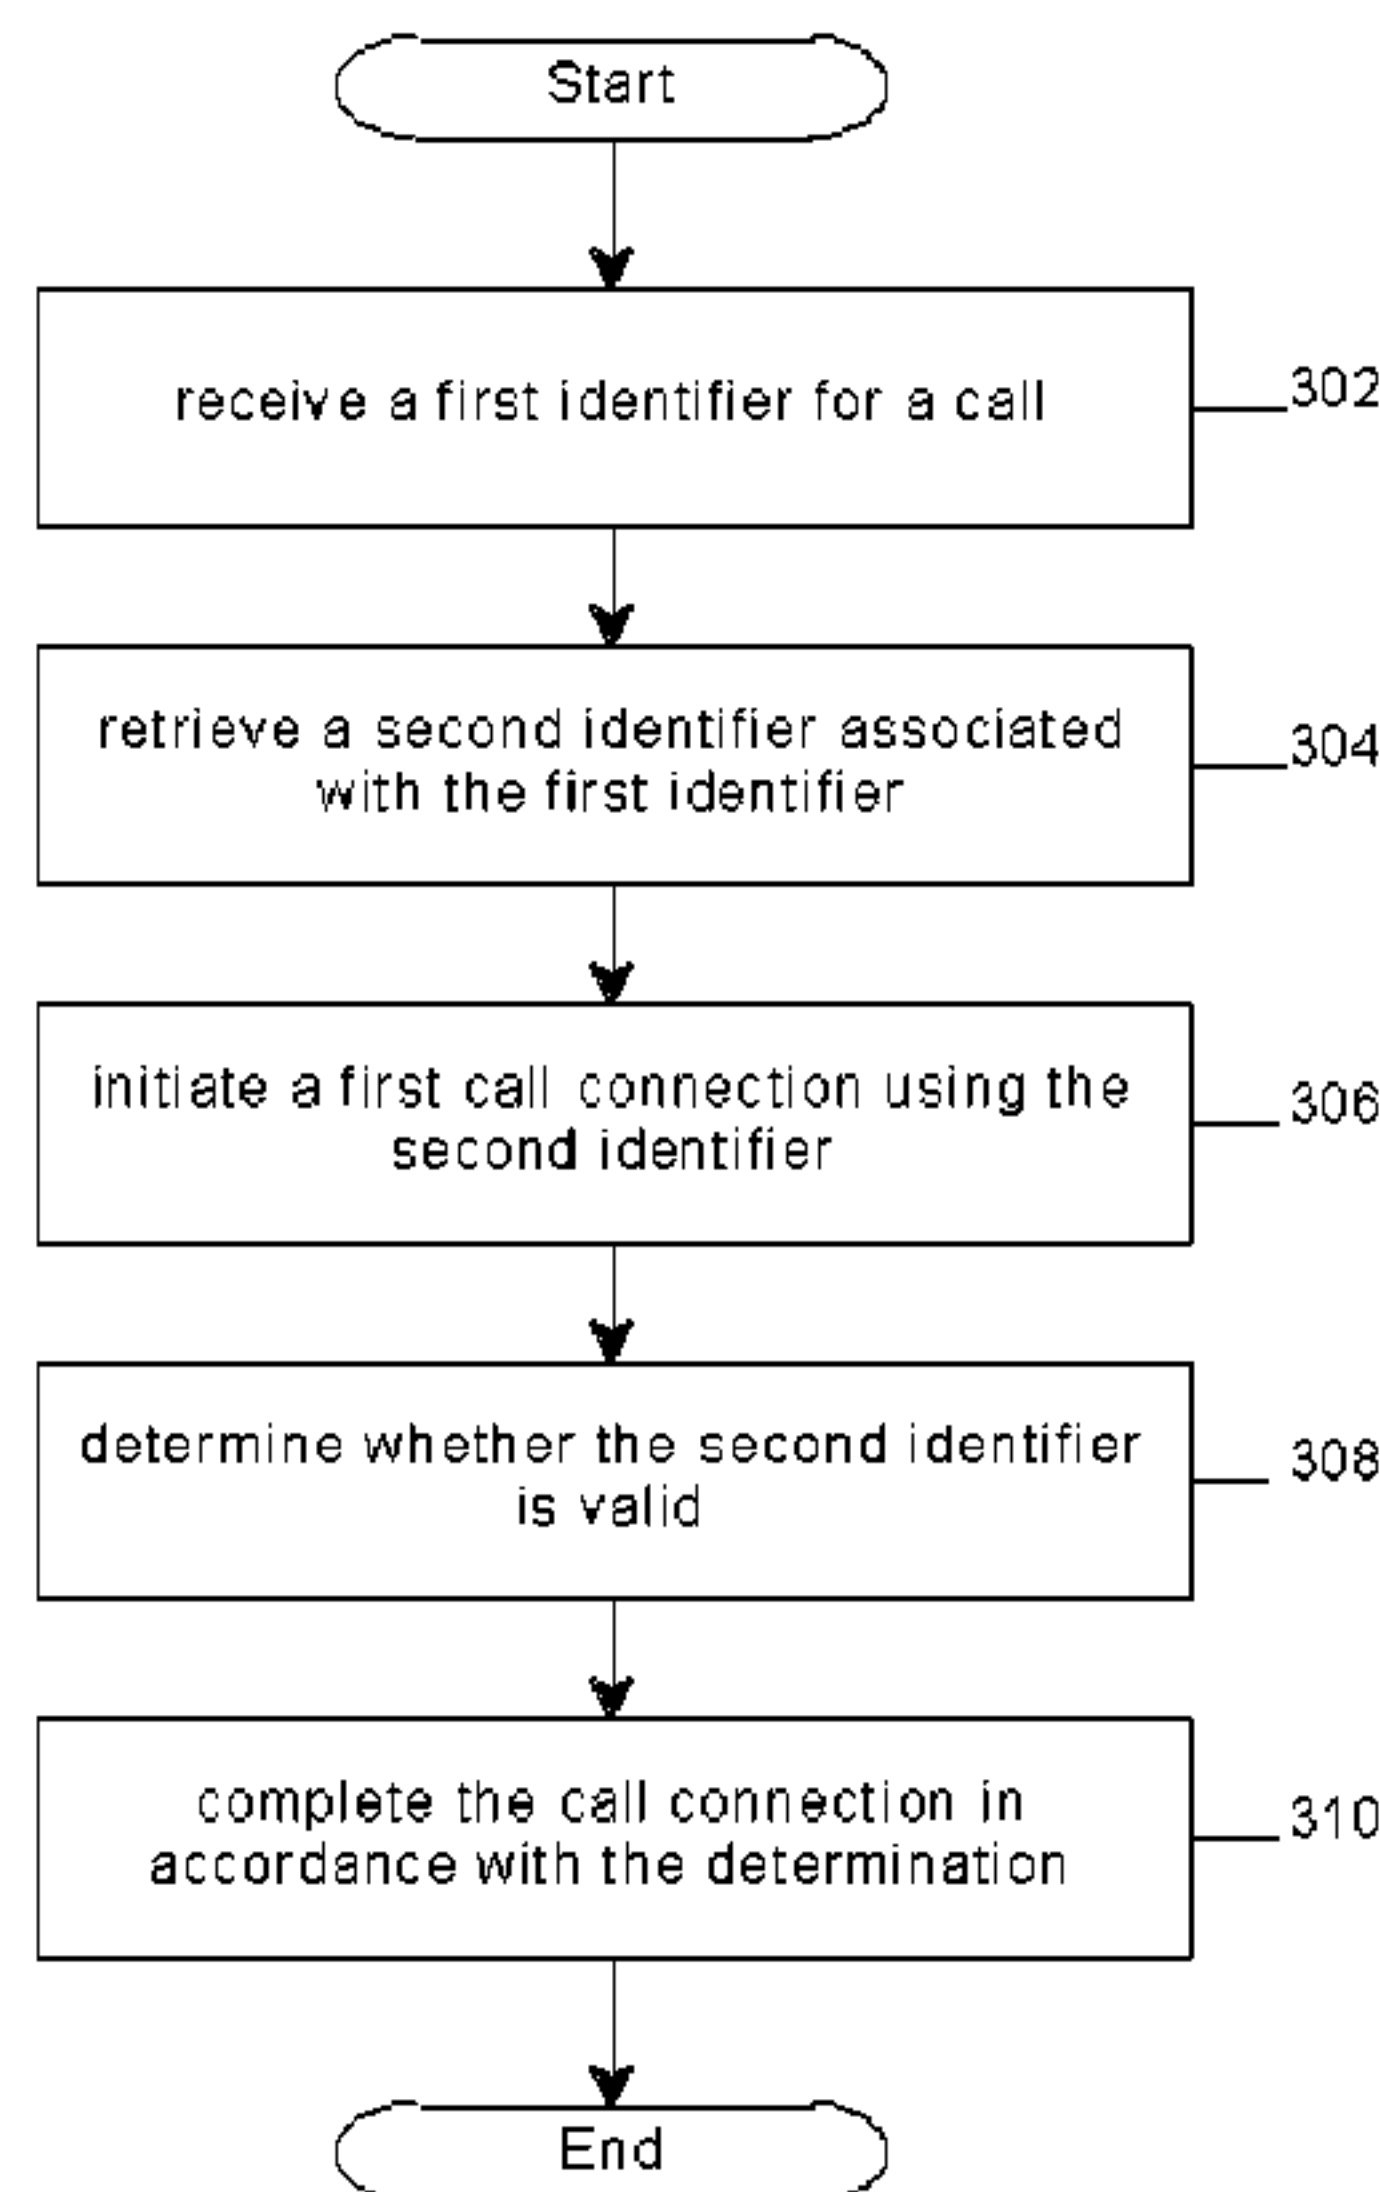 Start
receive a first identifier for a call
302
retrieve a second identifier associated
with the first identifier
304
initiate a first call connection using the
second identifier
306
determine whether the second identifier
is valid
308
complete the call connection in
accordance with the determination
310
End